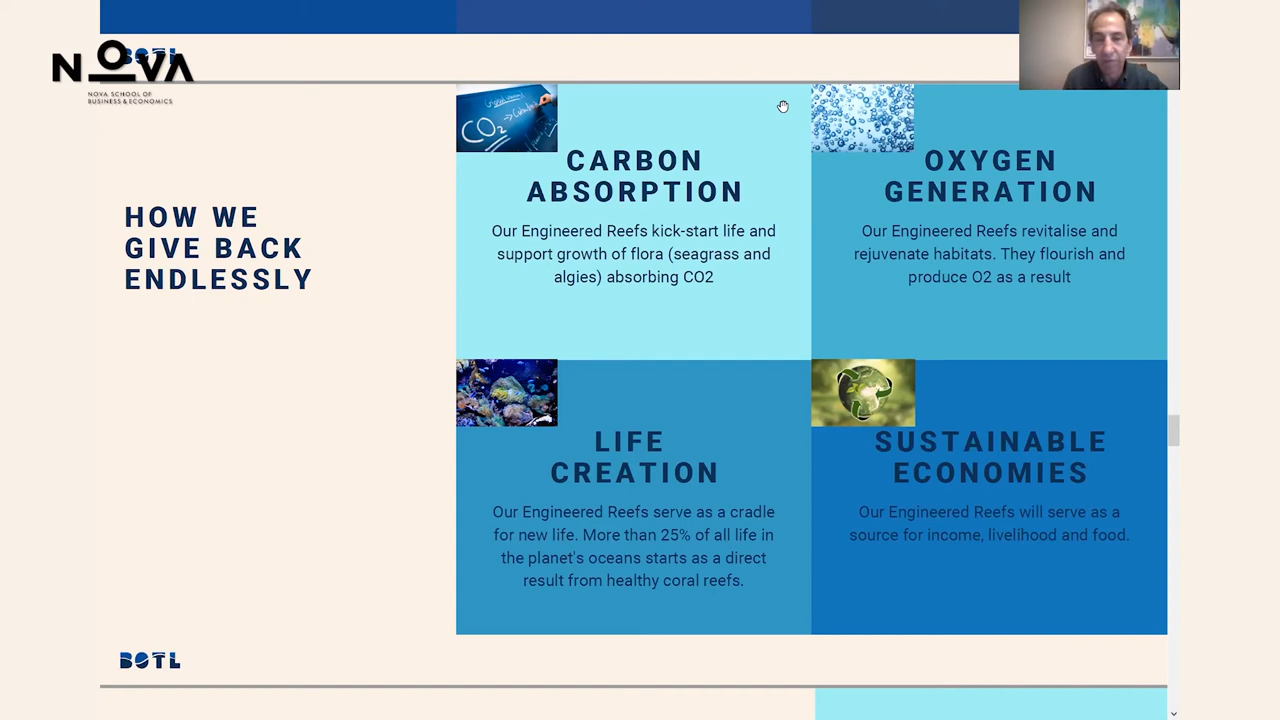 NOVA
NOVA SCHOOL OF
BUSINESS & ECONOMICS
HOW WE
GIVE BACK
ENDLESSLY
CO2
CARBON
ABSORPTION
Our Engineered Reefs kick-start life and
support growth of flora (seagrass and
algies) absorbing CO2
OXYGEN
GENERATION
Our Engineered Reefs revitalise and
rejuvenate habitats. They flourish and
produce O2 as a result
LIFE
CREATION
Our Engineered Reefs serve as a cradle
for new life. More than 25% of all life in
the planet's oceans starts as a direct
result from healthy coral reefs.
SUSTAINABLE
ECONOMIES
Our Engineered Reefs will serve as a
source for income, livelihood and food.
BOTL